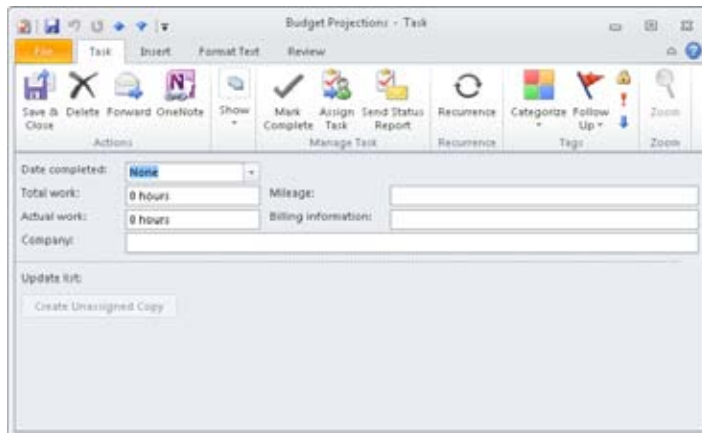 Budget Projections - Task
File Task Insert Format Text Review
Save & Close Delete Forward OneNote Show Mark Complete Assign Task Send Status Report Recurrence Categorize Follow Up Zoom
Actions Manage Task Recurrence Tags Zoom
Date completed: None
Total work: 0 hours Mileage:
Actual work: 0 hours Billing information:
Company:
Update list:
Create Unassigned Copy